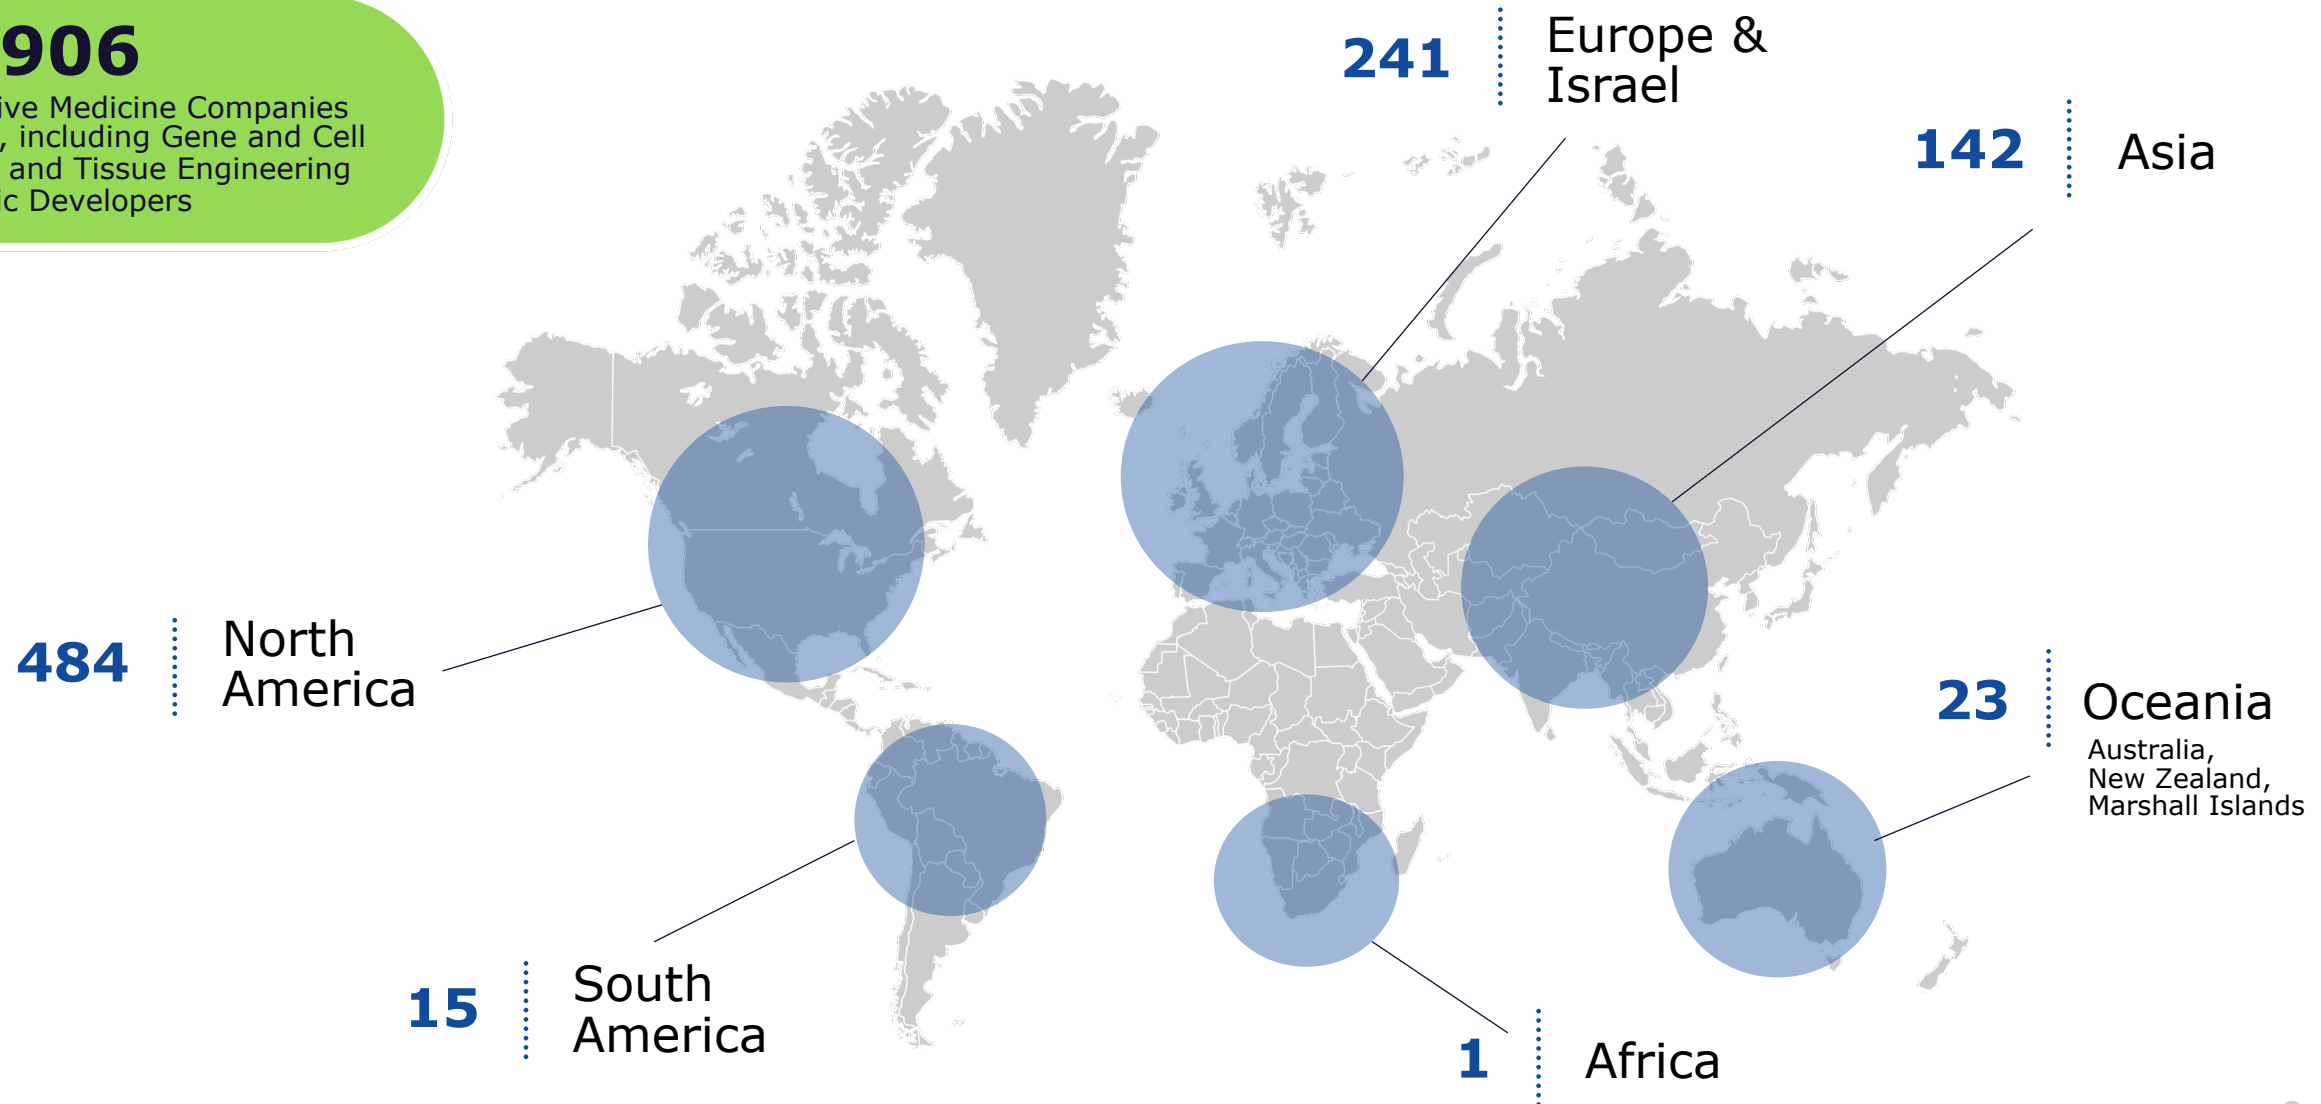 906
ive Medicine Companies
, including Gene and Cell
and Tissue Engineering
ic Developers
241
Europe &
Israel
142
Asia
484
North
America
23
Oceania
Australia,
New Zealand,
Marshall Islands
15
South
America
1
Africa